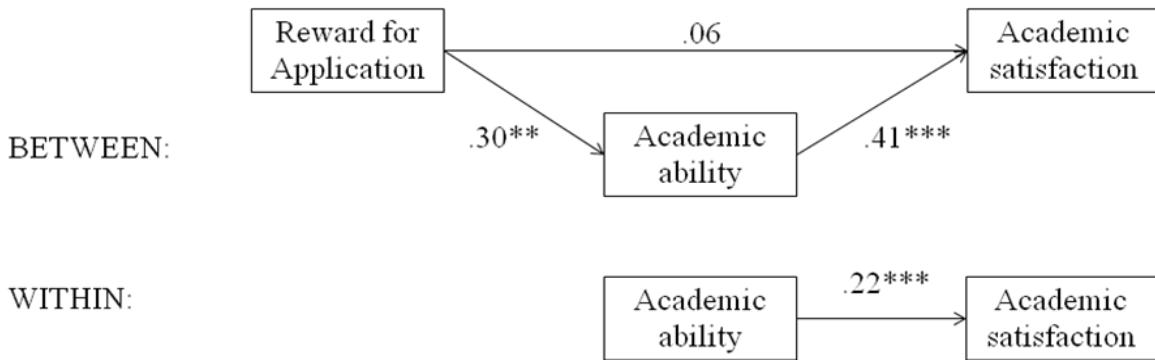 Reward for
Application
.06
Academic
satisfaction
BETWEEN:
.30**
Academic
ability
.41***
WITHIN:
Academic
ability
.22***
Academic
satisfaction